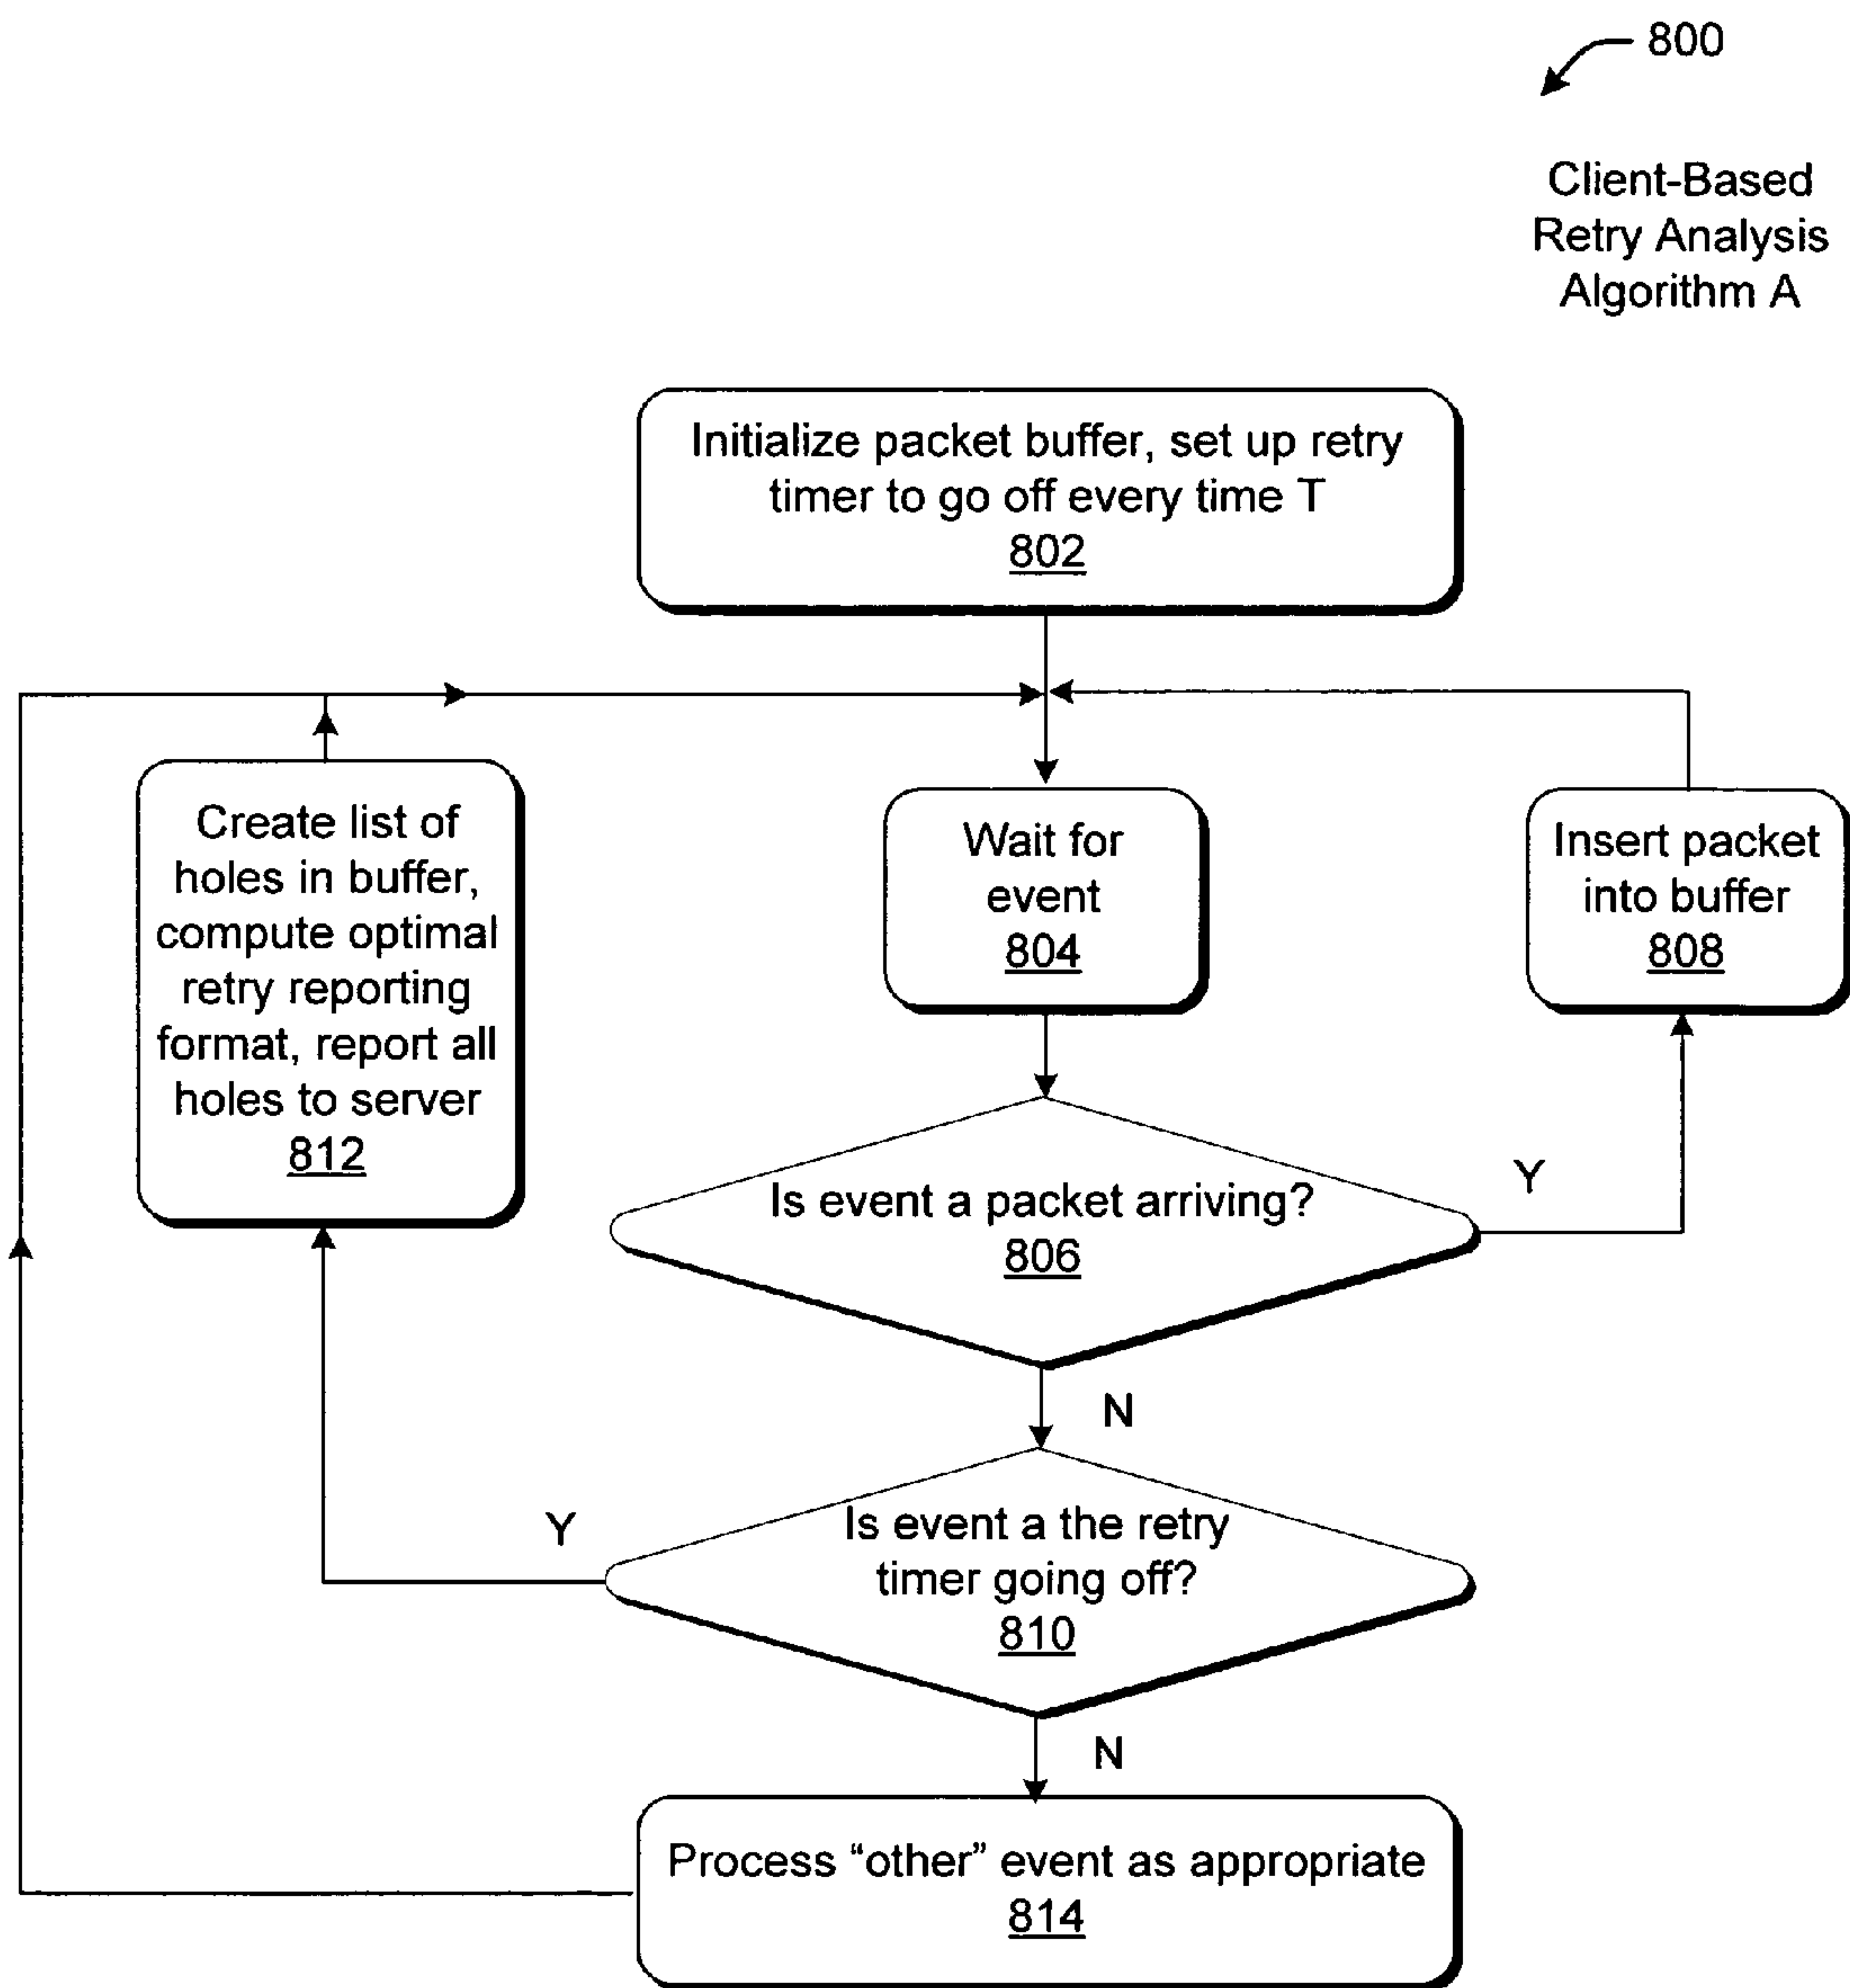 800
Client-Based
Retry Analysis
Algorithm A
Initialize packet buffer, set up retry
timer to go off every time T
802
Create list of
holes in buffer,
compute optimal
retry reporting
format, report all
holes to server
812
Wait for
event
804
Insert packet
into buffer
808
Is event a packet arriving?
806
Y
N
Is event a the retry
timer going off?
810
Y
N
Process “other” event as appropriate
814